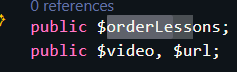 0 references
public $orderLessons;
public $video, $url;